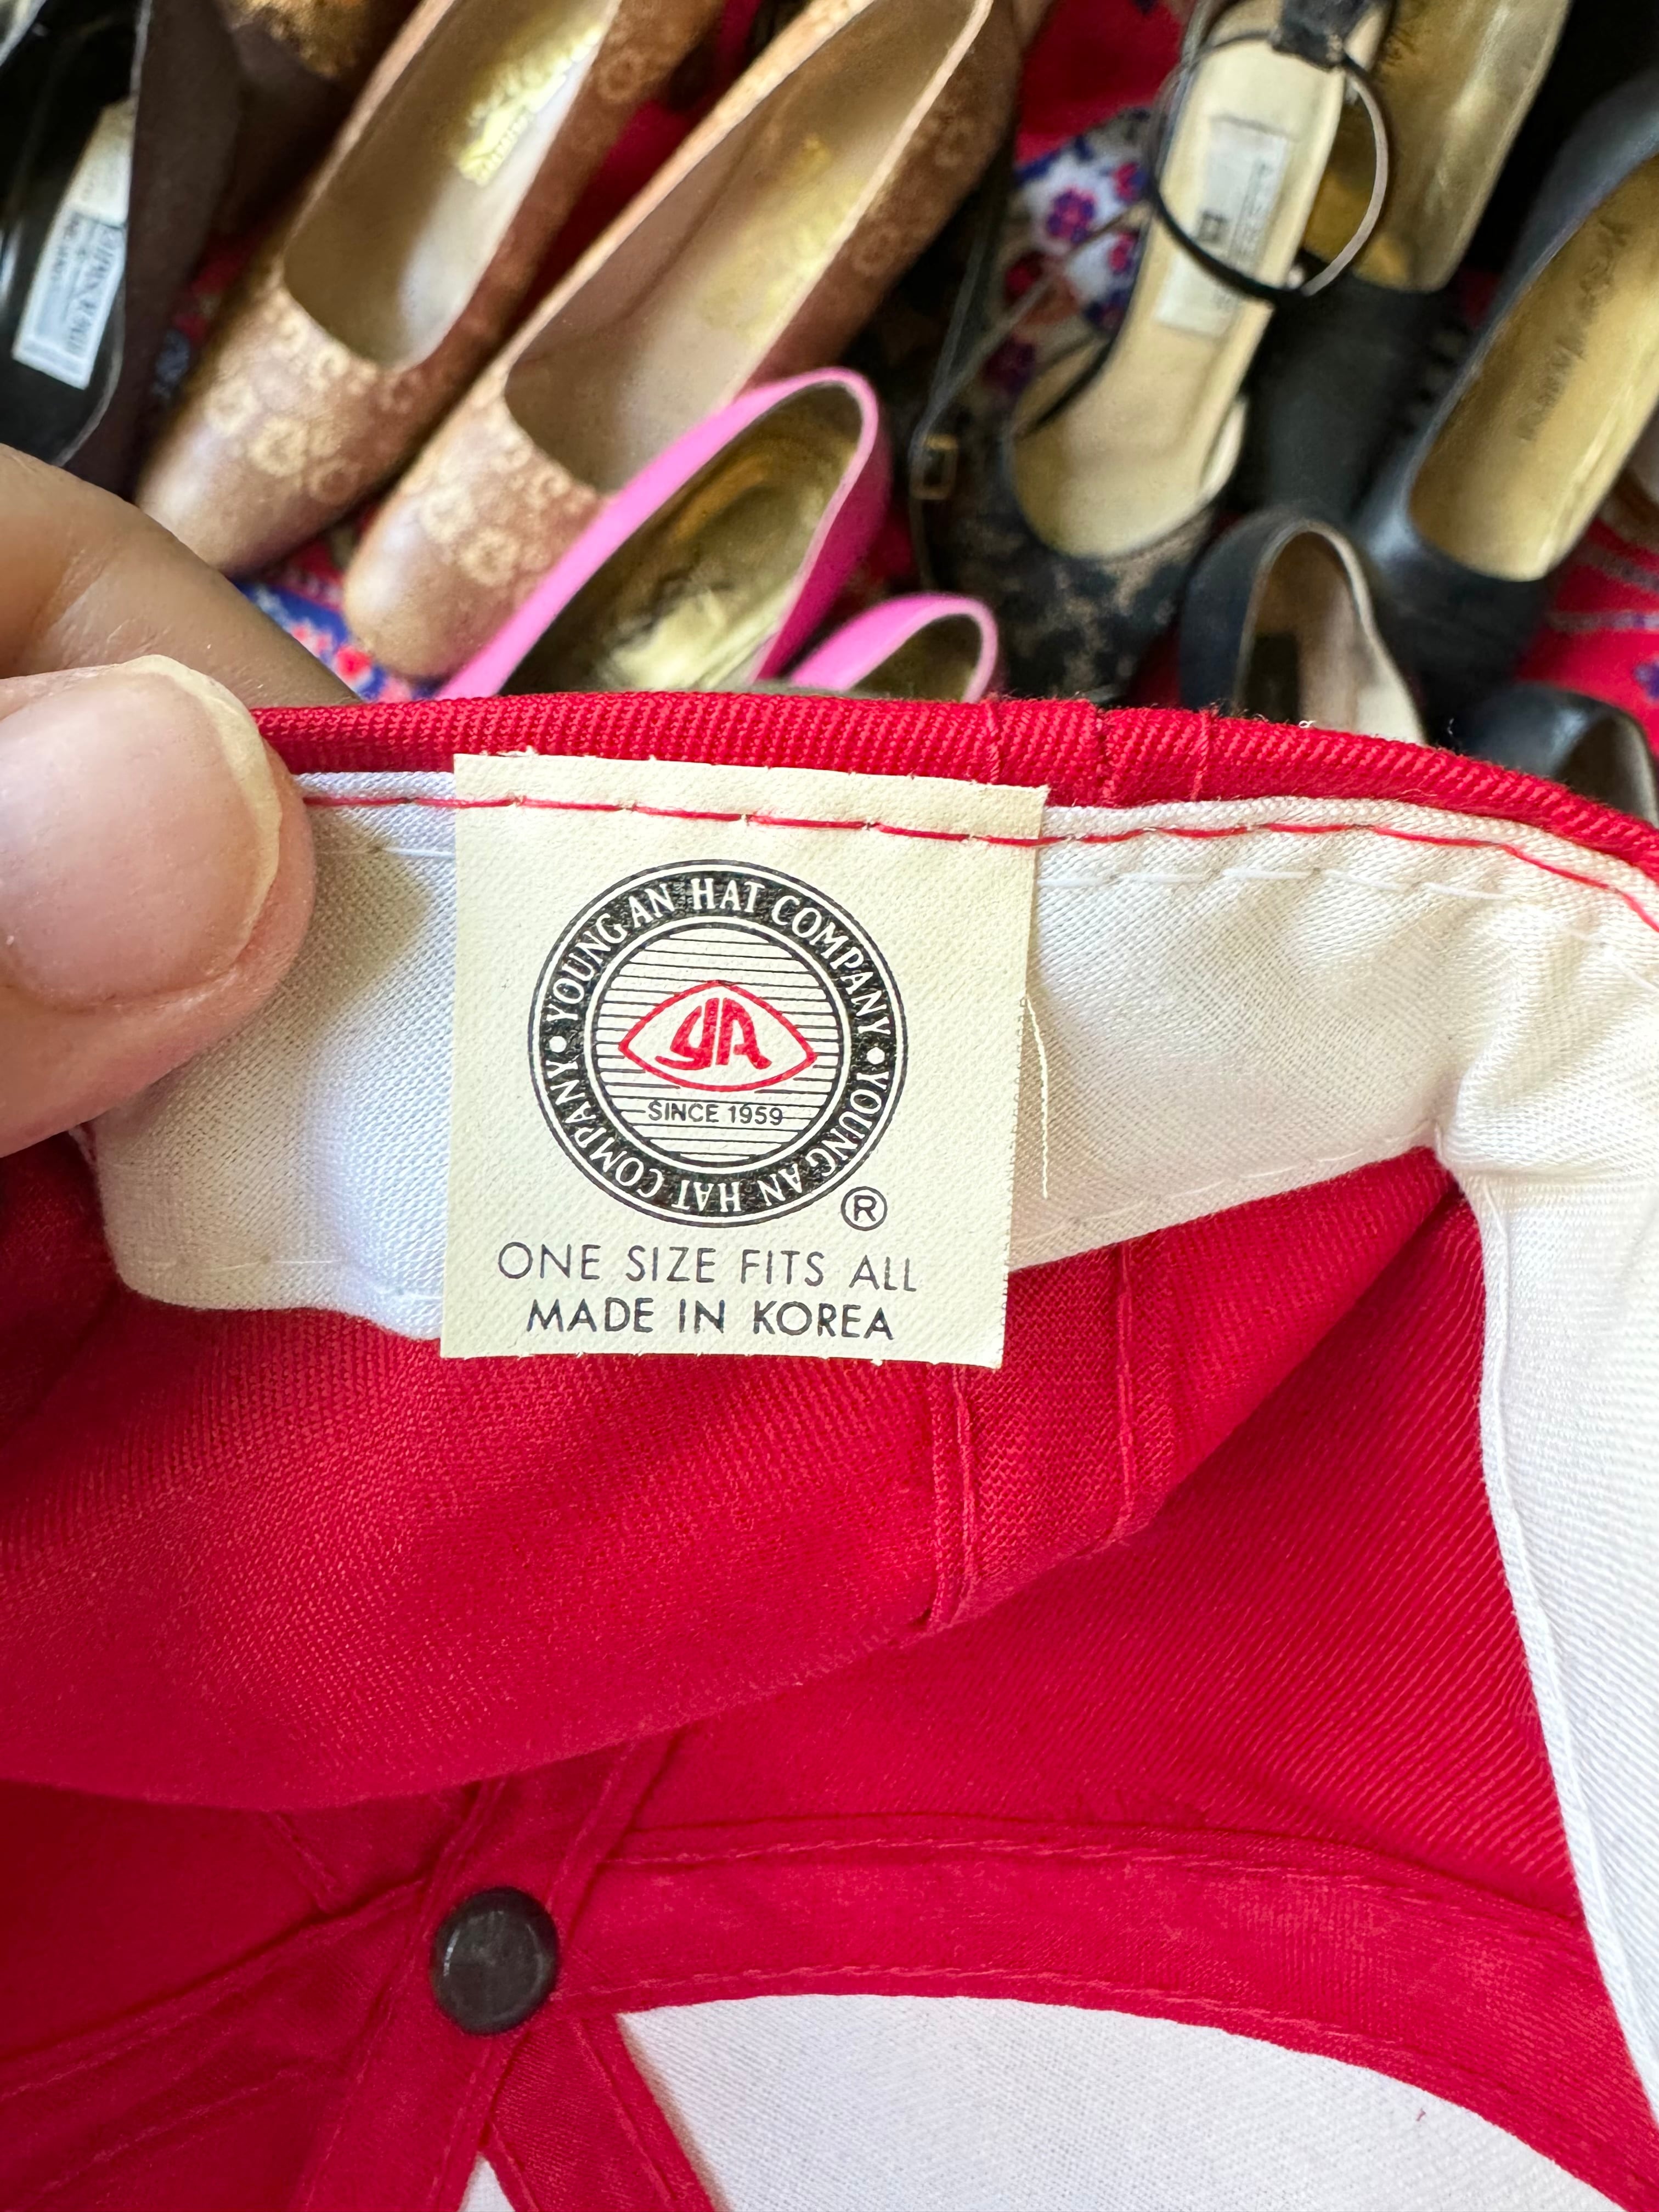 YOUNG AN HAT COMPANY • YOUNG AN HAT COMPANY •
YA
SINCE 1959
®
ONE SIZE FITS ALL
MADE IN KOREA